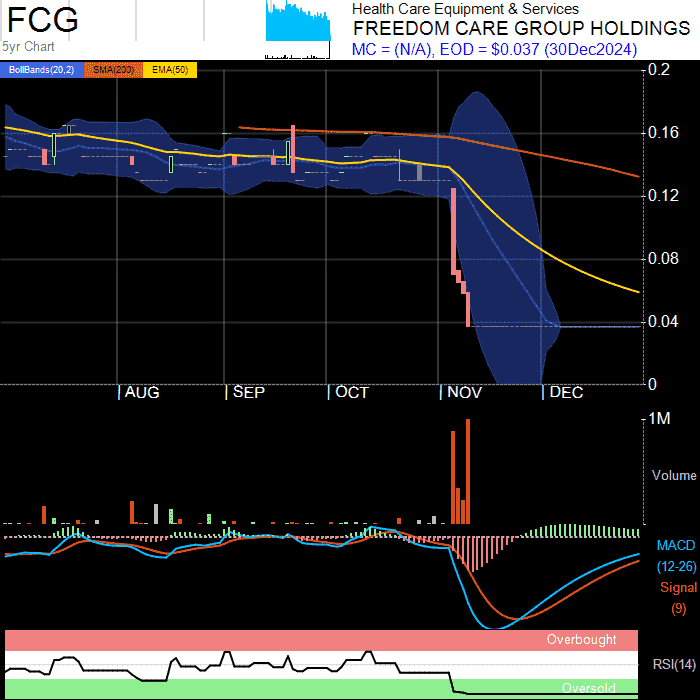 FCG
5yr Chart
Health Care Equipment & Services
FREEDOM CARE GROUP HOLDINGS
MC = (N/A), EOD = $0.037 (30Dec2024)
BollBands(20,2) SMA(200) EMA(50)
0.2
0.16
0.12
0.08
0.04
0
AUG SEP OCT NOV DEC
1M
Volume
MACD
(12-26)
Signal
(9)
Overbought
RSI(14)
Oversold